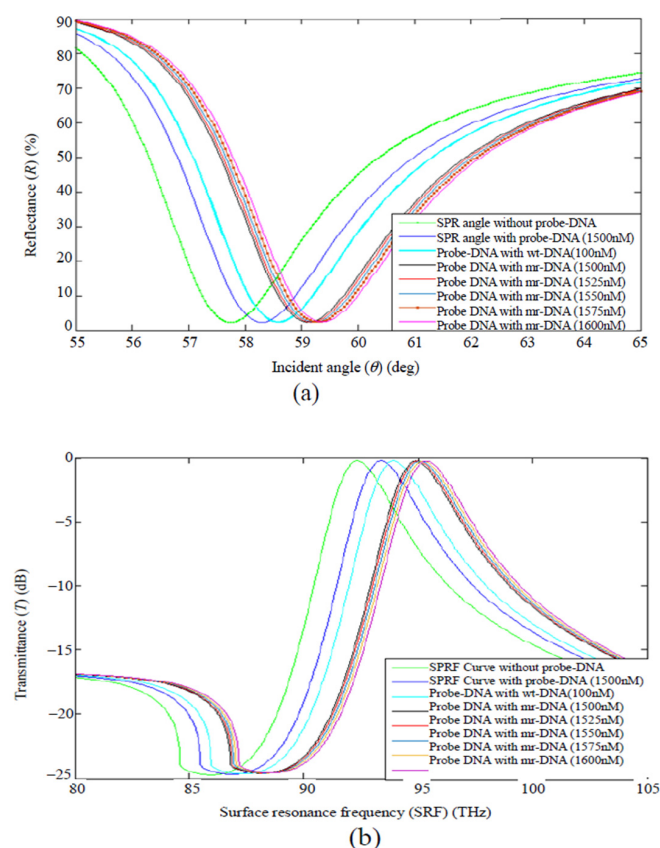 90
80
70
60
50
40
30
20
10
0
Reflectance (R) (%)
SPR angle without probe-DNA
SPR angle with probe-DNA (1500nM)
Probe-DNA with wt-DNA(100nM)
Probe DNA with mr-DNA (1500nM)
Probe DNA with mr-DNA (1525nM)
Probe DNA with mr-DNA (1550nM)
Probe DNA with mr-DNA (1575nM)
Probe DNA with mr-DNA (1600nM)
55 56 57 58 59 60 61 62 63 64 65
Incident angle (θ) (deg)
(a)
0
−5
−10
−15
−20
−25
Transmittance (T) (dB)
SPRF Curve without probe-DNA
SPRF Curve with probe-DNA (1500nM)
Probe-DNA with wt-DNA(100nM)
Probe DNA with mr-DNA (1500nM)
Probe DNA with mr-DNA (1525nM)
Probe DNA with mr-DNA (1550nM)
Probe DNA with mr-DNA (1575nM)
Probe DNA with mr-DNA (1600nM)
80 85 90 95 100 105
Surface resonance frequency (SRF) (THz)
(b)